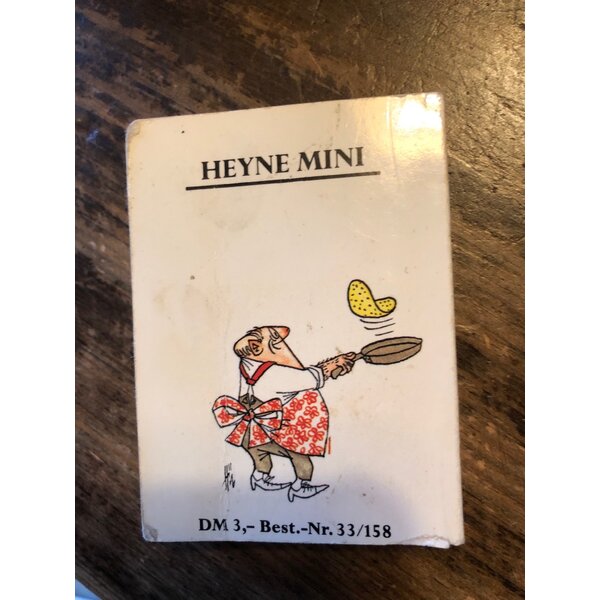 HEYNE MINI
DM 3,– Best.-Nr. 33/158